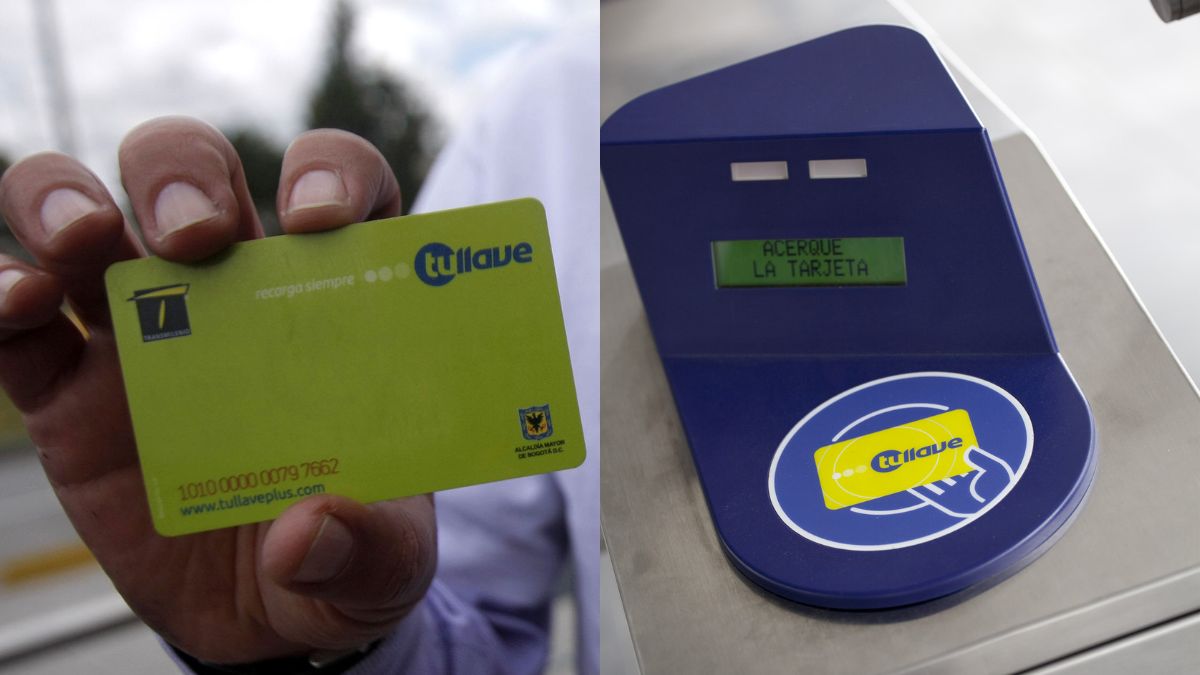 recarga siempre tullave
TRANSMILENIO
ALCALDÍA MAYOR
DE BOGOTÁ D.C.
1010 0000 0079 7662
www.tullaveplus.com
ACERQUE
LA TARJETA
tullave